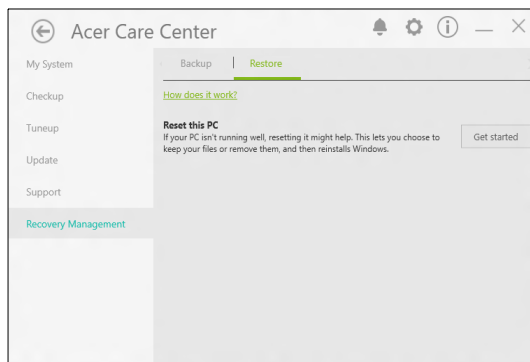 Acer Care Center
My System
Checkup
Tuneup
Update
Support
Recovery Management
Backup
Restore
How does it work?
Reset this PC
If your PC isn't running well, resetting it might help. This lets you choose to
keep your files or remove them, and then reinstalls Windows.
Get started